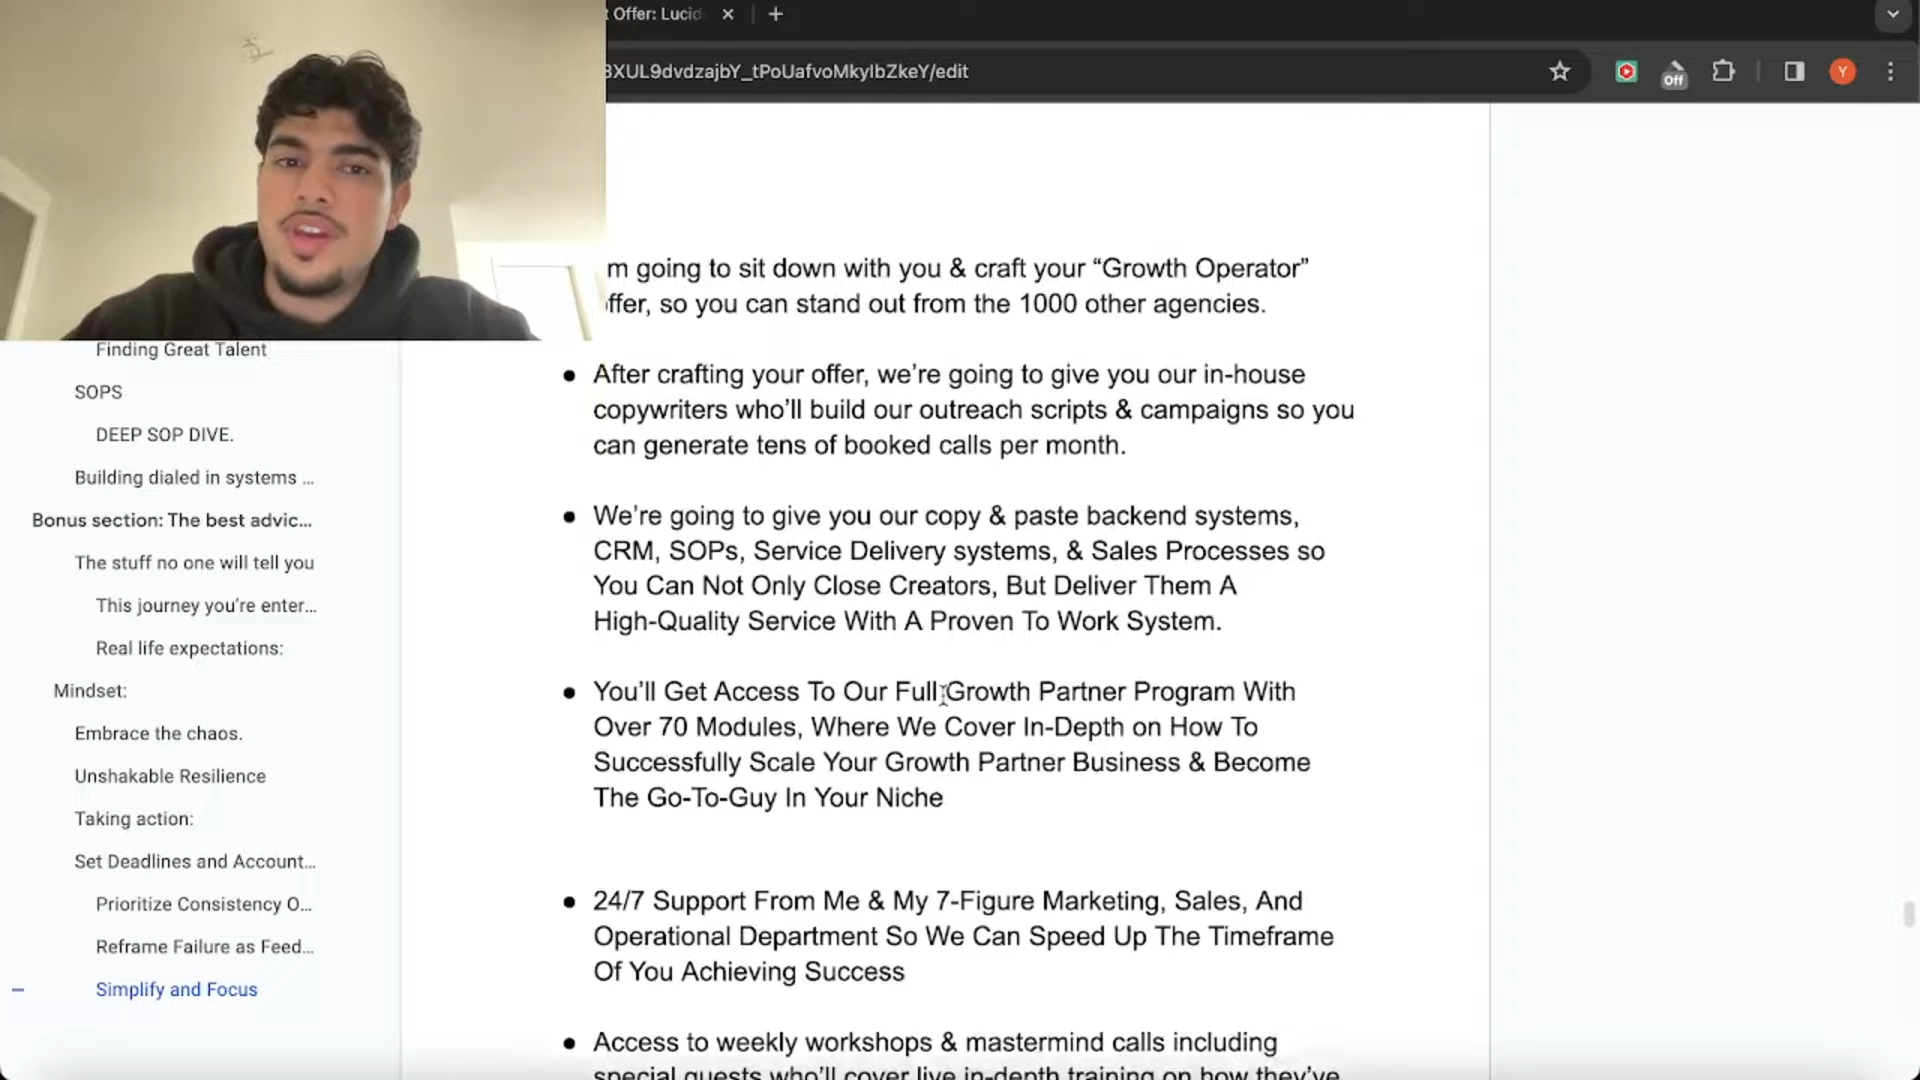 t Offer: Lucid
3XUL9dvdzajbY_tPoUafvoMkyIbZkeY/edit
Off
Y
Finding Great Talent
SOPS
DEEP SOP DIVE.
Building dialed in systems ...
Bonus section: The best advic...
The stuff no one will tell you
This journey you're enter...
Real life expectations:
Mindset:
Embrace the chaos.
Unshakable Resilience
Taking action:
Set Deadlines and Account...
Prioritize Consistency O...
Reframe Failure as Feed...
Simplify and Focus
m going to sit down with you & craft your “Growth Operator”
offer, so you can stand out from the 1000 other agencies.
● After crafting your offer, we’re going to give you our in-house
copywriters who’ll build our outreach scripts & campaigns so you
can generate tens of booked calls per month.
● We’re going to give you our copy & paste backend systems,
CRM, SOPs, Service Delivery systems, & Sales Processes so
You Can Not Only Close Creators, But Deliver Them A
High-Quality Service With A Proven To Work System.
● You’ll Get Access To Our Full Growth Partner Program With
Over 70 Modules, Where We Cover In-Depth on How To
Successfully Scale Your Growth Partner Business & Become
The Go-To-Guy In Your Niche
● 24/7 Support From Me & My 7-Figure Marketing, Sales, And
Operational Department So We Can Speed Up The Timeframe
Of You Achieving Success
● Access to weekly workshops & mastermind calls including
special guests who’ll cover live in-depth training on how they’ve